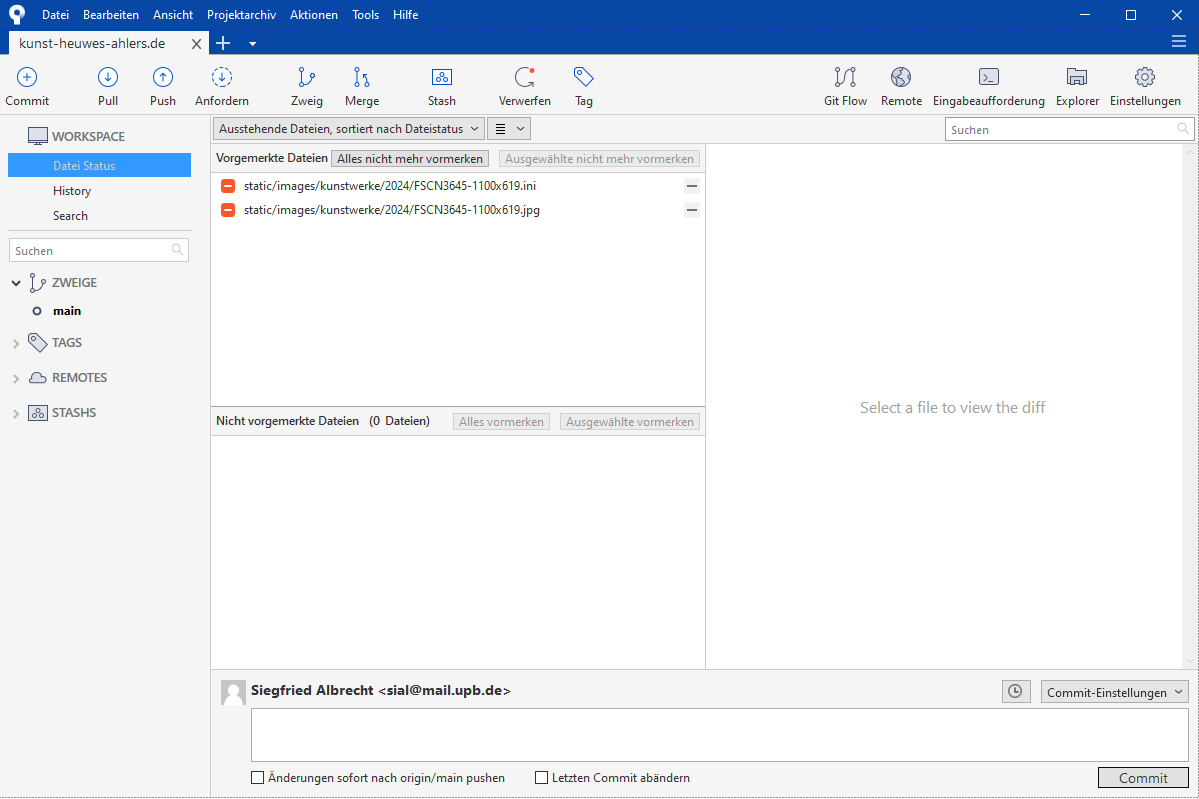 Datei Bearbeiten Ansicht Projektarchiv Aktionen Tools Hilfe
kunst-heuwes-ahlers.de
Commit Pull Push Anfordern Zweig Merge Stash Verwerfen Tag Git Flow Remote Eingabeaufforderung Explorer Einstellungen
WORKSPACE
Datei Status
History
Search
Suchen
ZWEIGE
main
TAGS
REMOTES
STASHS
Ausstehende Dateien, sortiert nach Dateistatus
Suchen
Vorgemerkte Dateien Alles nicht mehr vormerken Ausgewählte nicht mehr vormerken
static/images/kunstwerke/2024/FSCN3645-1100x619.ini
static/images/kunstwerke/2024/FSCN3645-1100x619.jpg
Nicht vorgemerkte Dateien (0 Dateien) Alles vormerken Ausgewählte vormerken
Select a file to view the diff
Siegfried Albrecht <sial@mail.upb.de>
Commit-Einstellungen
Änderungen sofort nach origin/main pushen Letzten Commit abändern
Commit